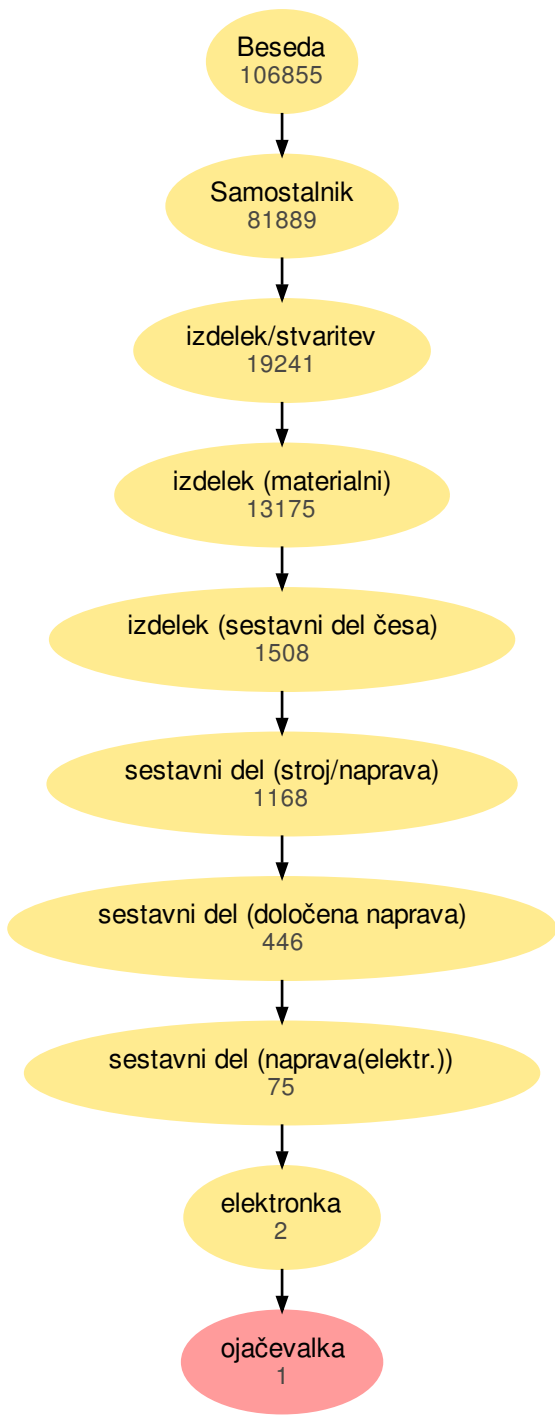 Beseda
106855
Samostalnik
81889
izdelek/stvaritev
19241
izdelek (materialni)
13175
izdelek (sestavni del česa)
1508
sestavni del (stroj/naprava)
1168
sestavni del (določena naprava)
446
sestavni del (naprava(elektr.))
75
elektronka
2
ojačevalka
1